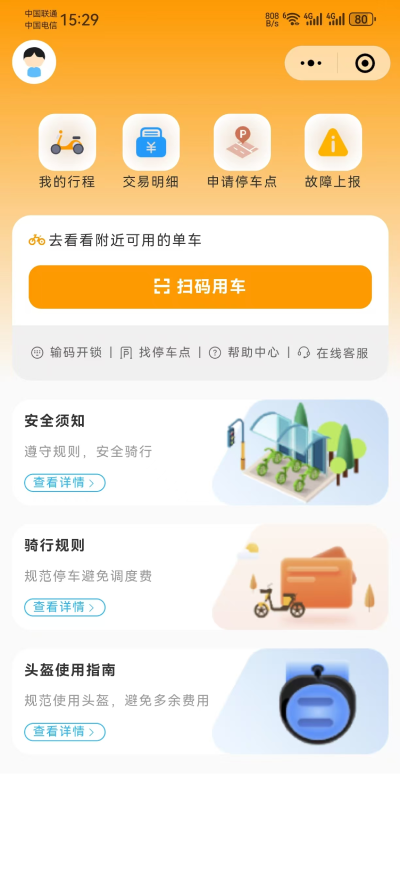 中国联通
中国电信
15:29
808 B/s
6
4G
4G
80
P
我的行程
交易明细
申请停车点
故障上报
去看看附近可用的单车
扫码用车
输码开锁 | 找停车点 | 帮助中心 | 在线客服
安全须知
遵守规则，安全骑行
查看详情 >
骑行规则
规范停车避免调度费
查看详情 >
头盔使用指南
规范使用头盔，避免多余费用
查看详情 >